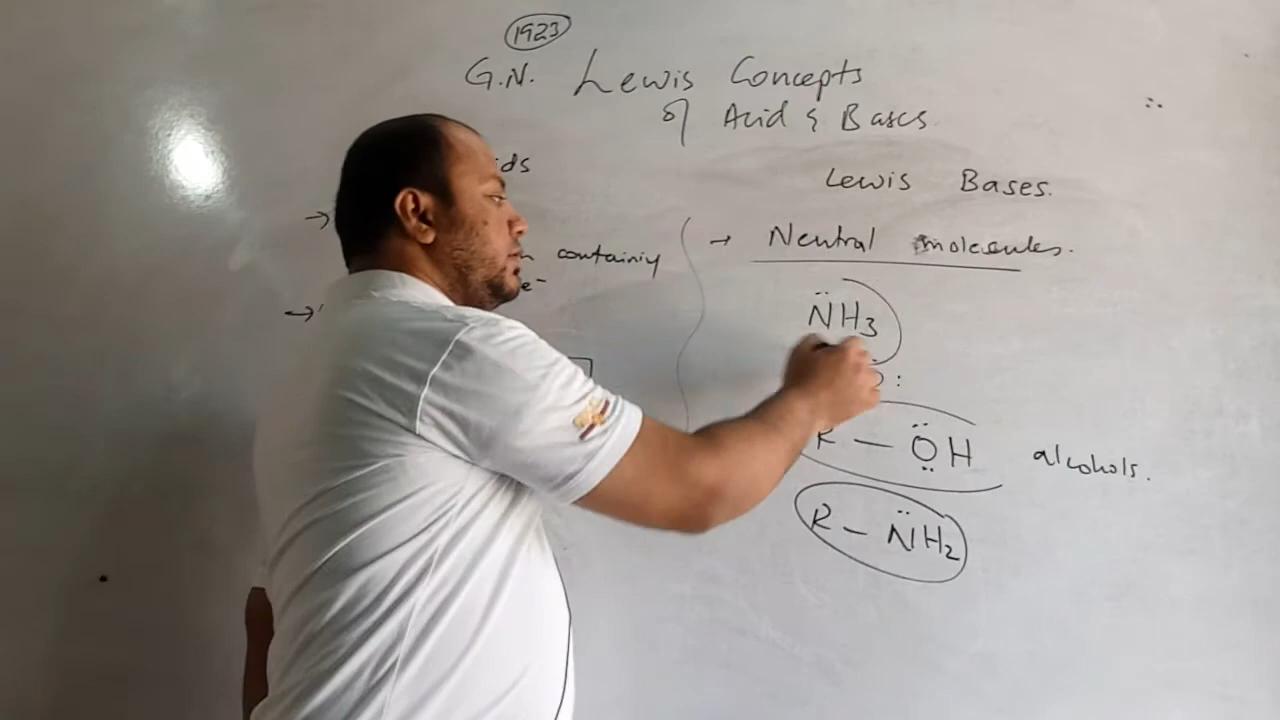 1923
G.N. Lewis Concepts
of Acid & Bases.
ids
Lewis Bases.
→
→ Neutral molecules.
containing
e⁻
→
N̈H₃
:
R — ÖH alcohols.
R — N̈H₂